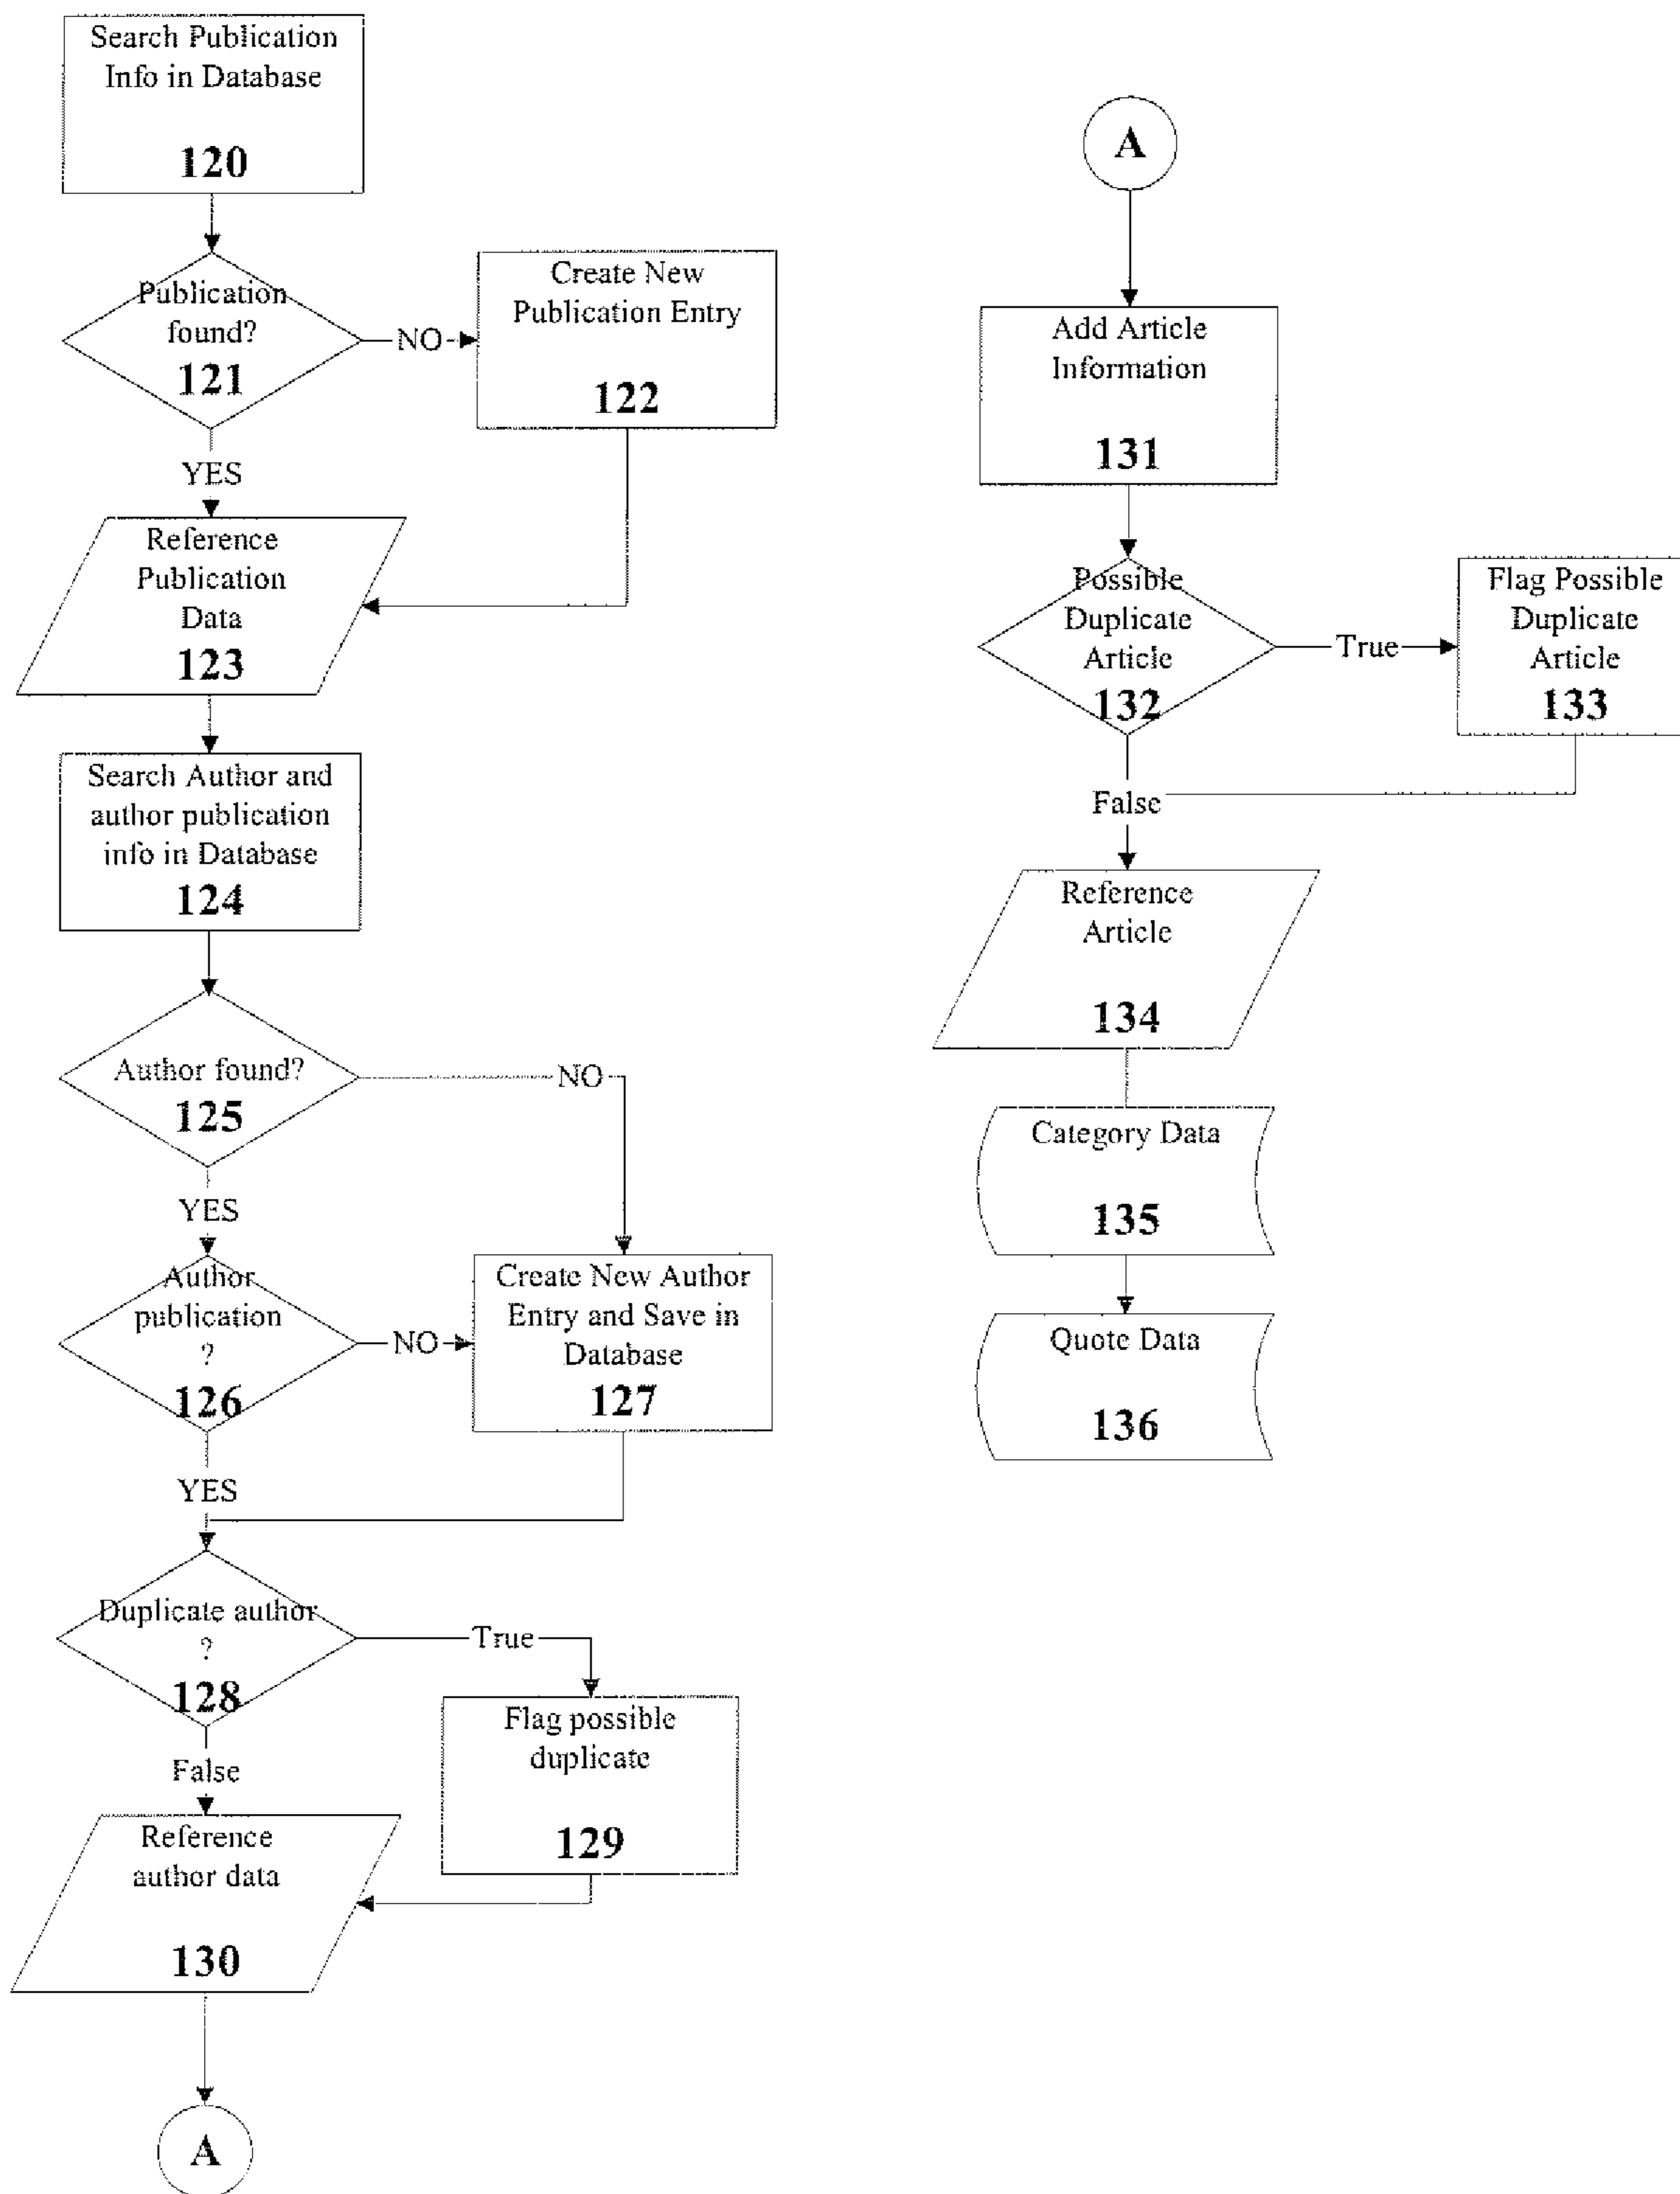 Search Publication
Info in Database
120
Publication
found?
121
NO
Create New
Publication Entry
122
YES
Reference
Publication
Data
123
Search Author and
author publication
info in Database
124
Author found?
125
NO
YES
Author
publication
?
126
NO
Create New Author
Entry and Save in
Database
127
YES
Duplicate author
?
128
True
Flag possible
duplicate
129
False
Reference
author data
130
A
A
Add Article
Information
131
Possible
Duplicate
Article
132
True
Flag Possible
Duplicate
Article
133
False
Reference
Article
134
Category Data
135
Quote Data
136